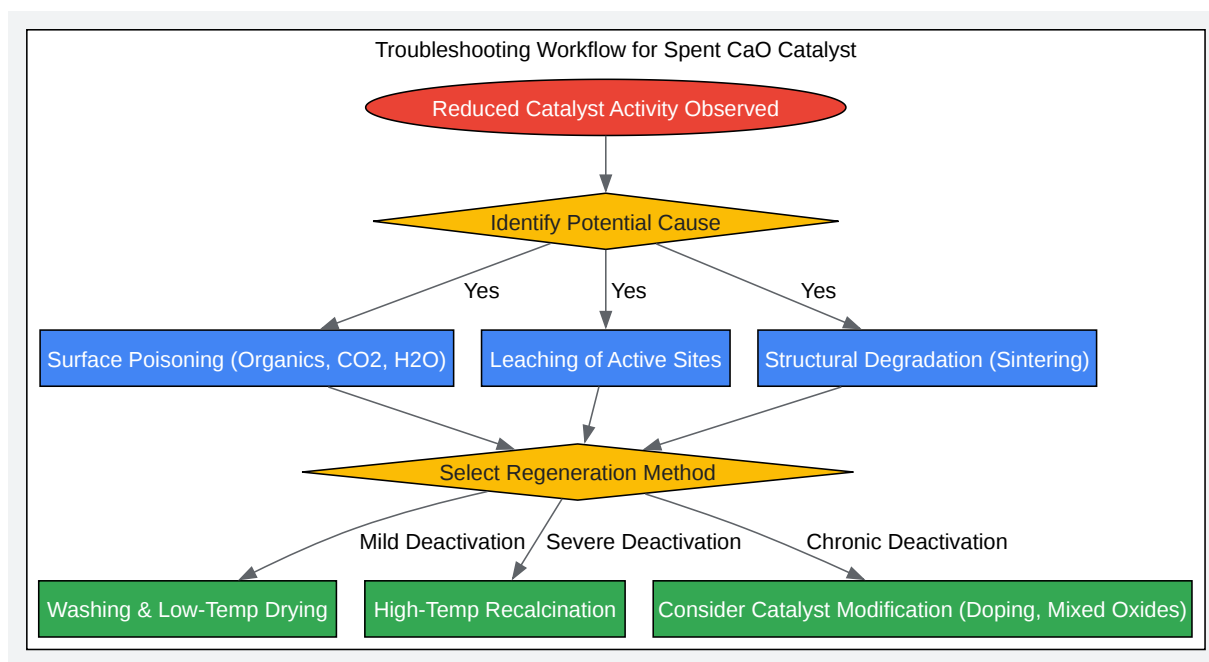 Troubleshooting Workflow for Spent CaO Catalyst
Reduced Catalyst Activity Observed
Identify Potential Cause
Yes
Yes
Yes
Surface Poisoning (Organics, CO2, H2O)
Leaching of Active Sites
Structural Degradation (Sintering)
Select Regeneration Method
Mild Deactivation
Severe Deactivation
Chronic Deactivation
Washing & Low-Temp Drying
High-Temp Recalcination
Consider Catalyst Modification (Doping, Mixed Oxides)